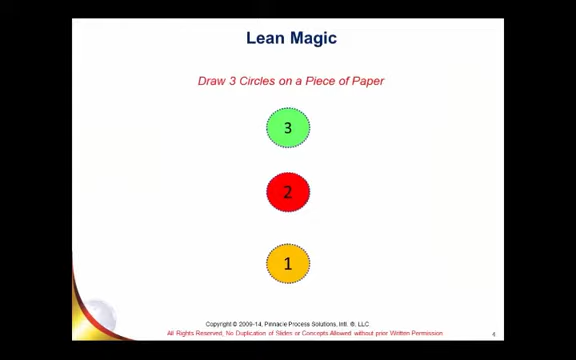 Lean Magic
Draw 3 Circles on a Piece of Paper
3
2
1
Copyright © 2009-14, Pinnacle Process Solutions, Intl. ®, LLC
All Rights Reserved, No Duplication of Slides or Concepts Allowed without prior Written Permission.
4